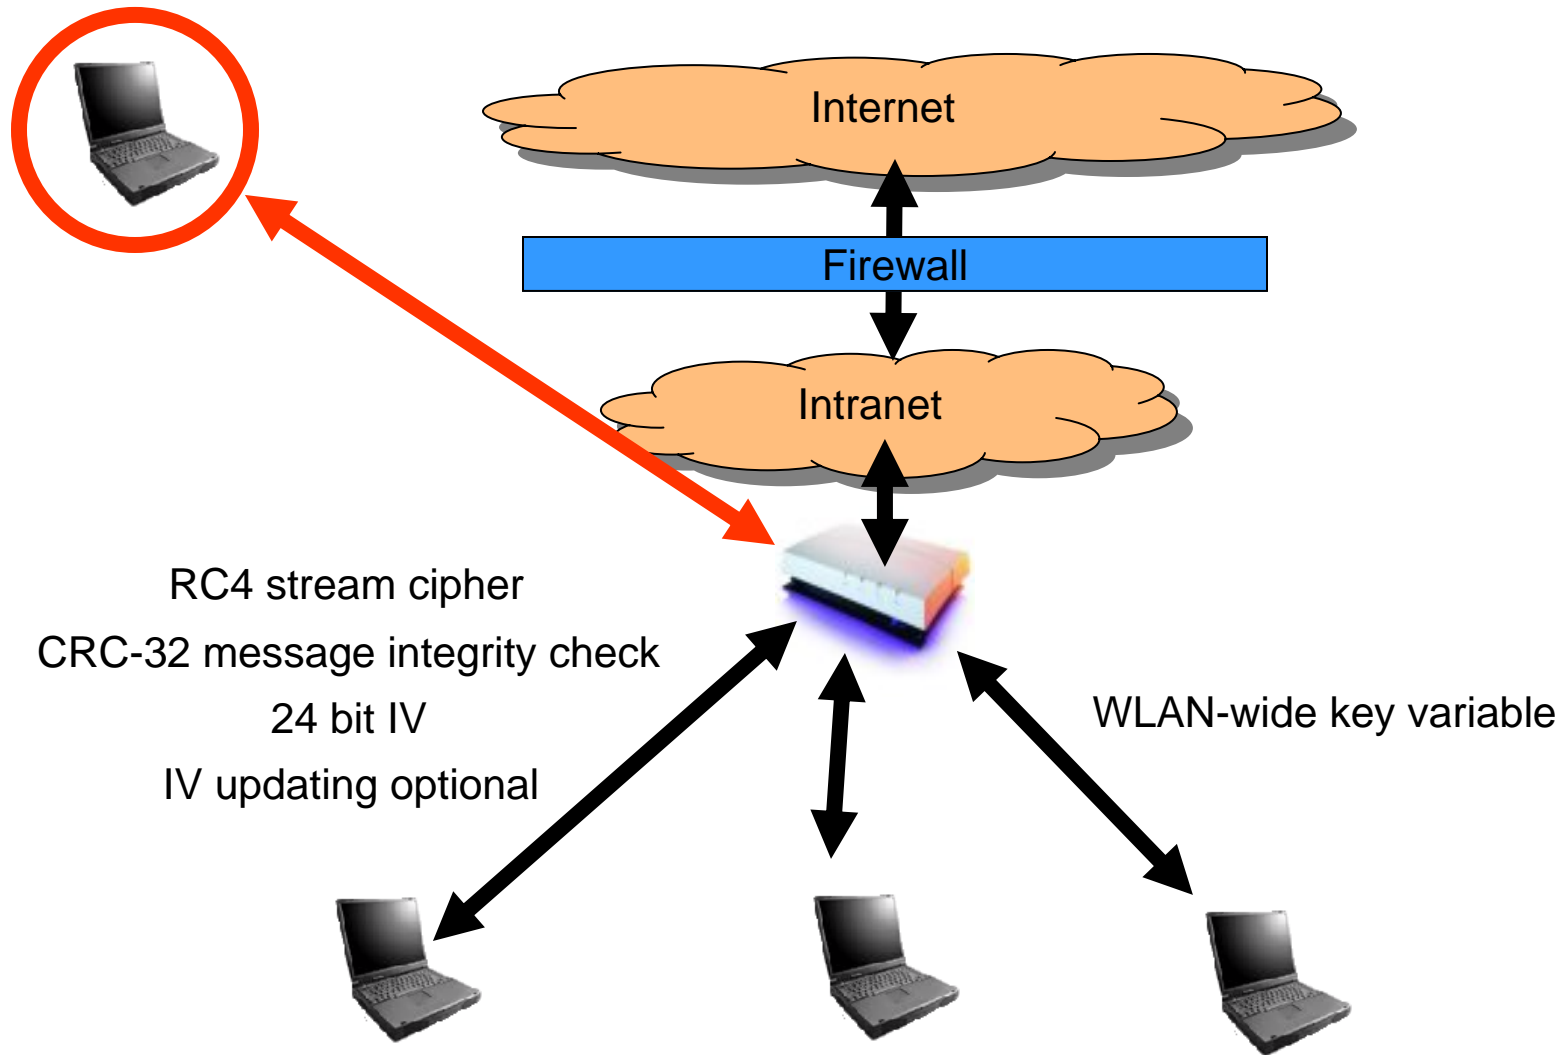 Internet
Firewall
Intranet
RC4 stream cipher
CRC-32 message integrity check
24 bit IV
IV updating optional
WLAN-wide key variable